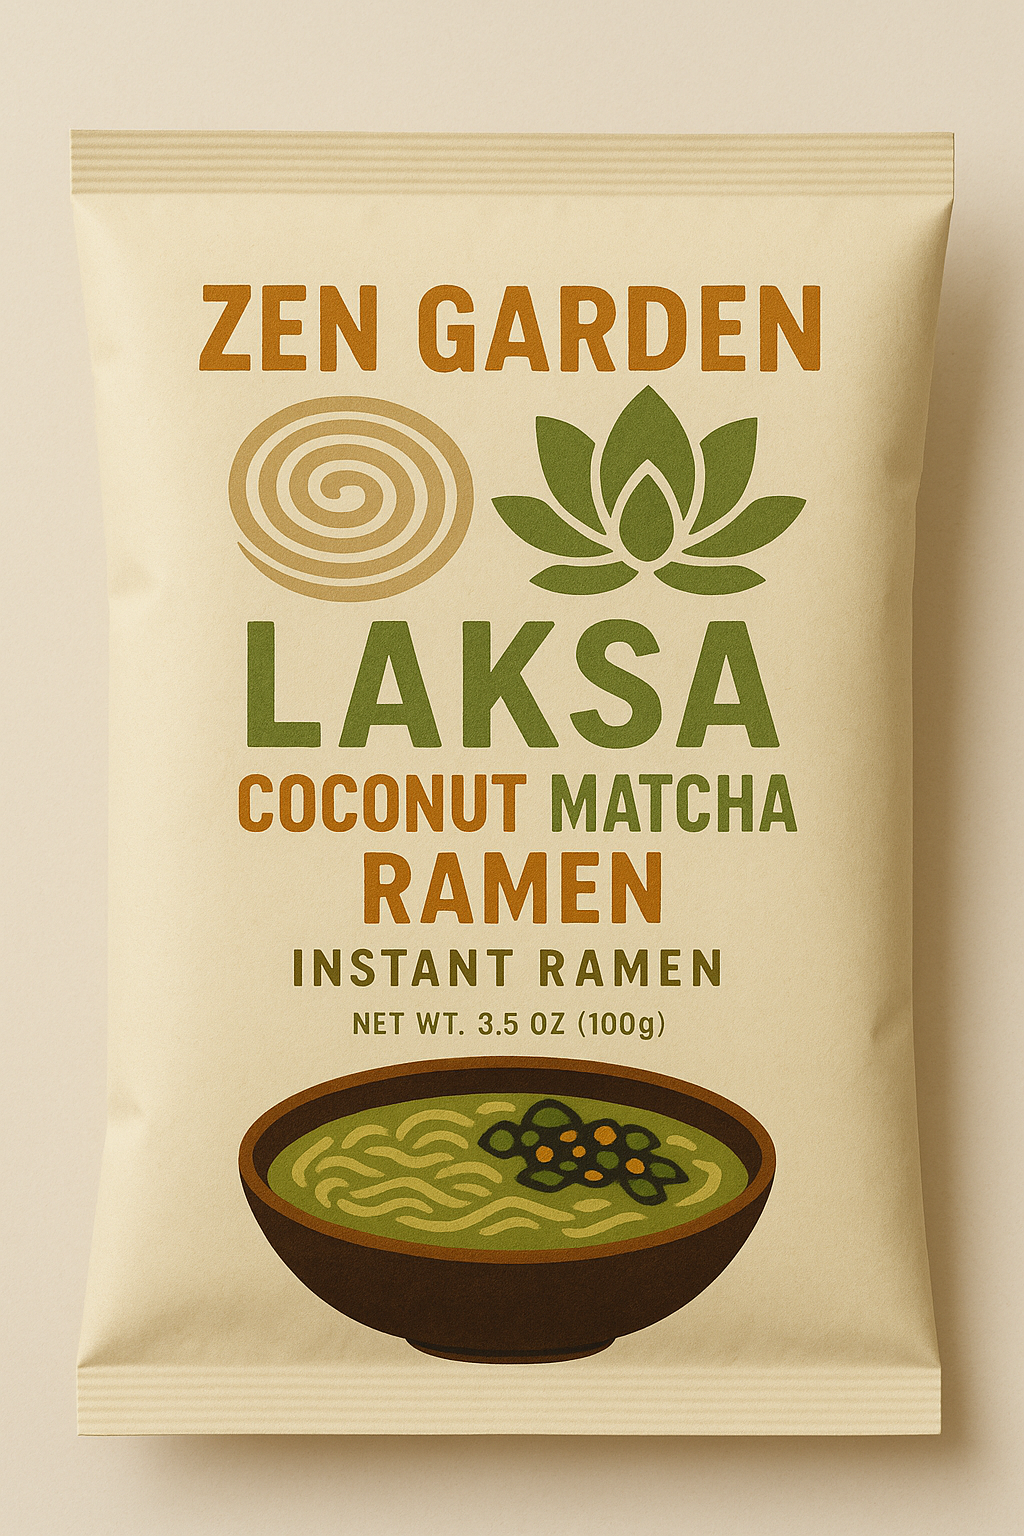 ZEN GARDEN
LAKSA
COCONUT MATCHA
RAMEN
INSTANT RAMEN
NET WT. 3.5 OZ (100g)